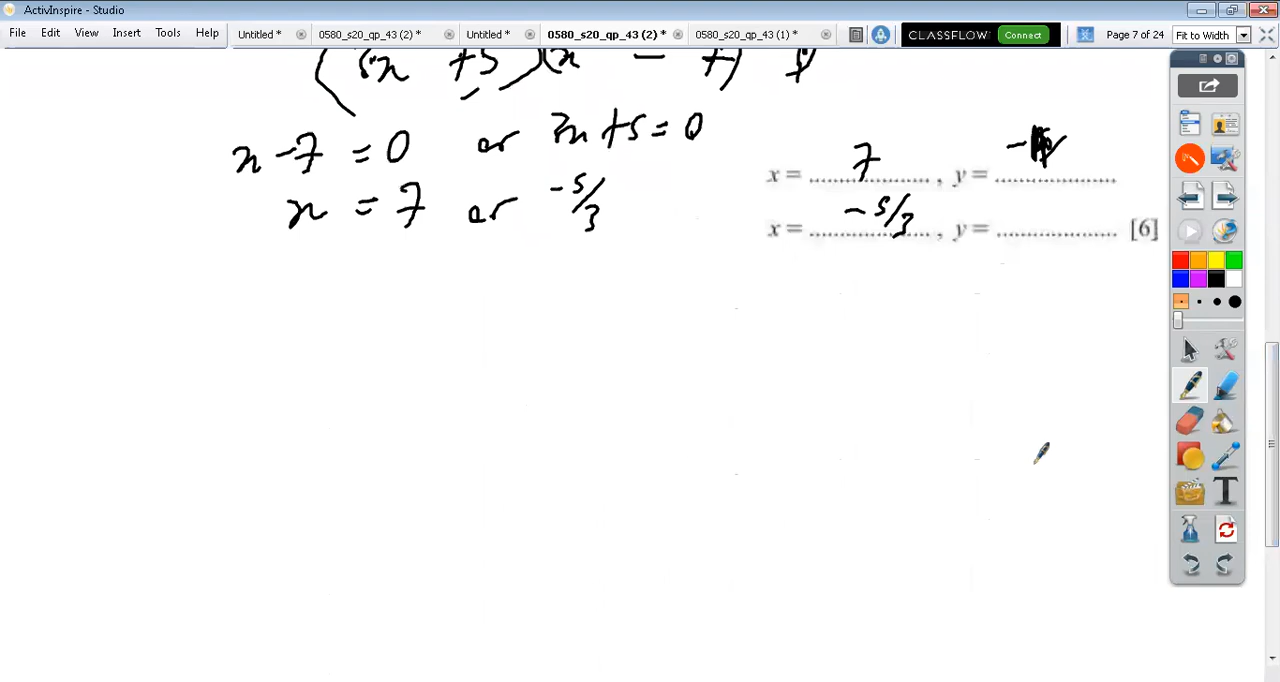 ActivInspire - Studio
File Edit View Insert Tools Help Untitled * 0580_s20_qp_43 (2) * Untitled * 0580_s20_qp_43 (2) * 0580_s20_qp_43 (1) * CLASSFLOW Connect Page 7 of 24 Fit to Width
x - 7 = 0 or 3x + 5 = 0
x = 7 or -5/3
x = 7 , y =
x = -5/3 , y = [6]